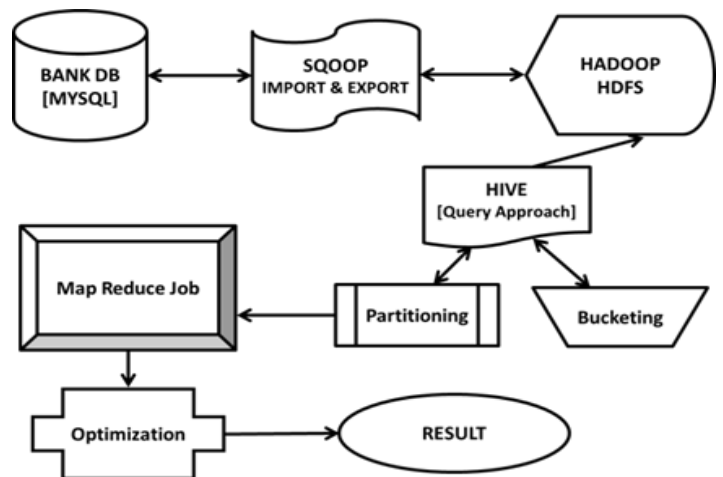 BANK DB
[MYSQL]
SQOOP
IMPORT & EXPORT
HADOOP
HDFS
HIVE
[Query Approach]
Map Reduce Job
Partitioning
Bucketing
Optimization
RESULT